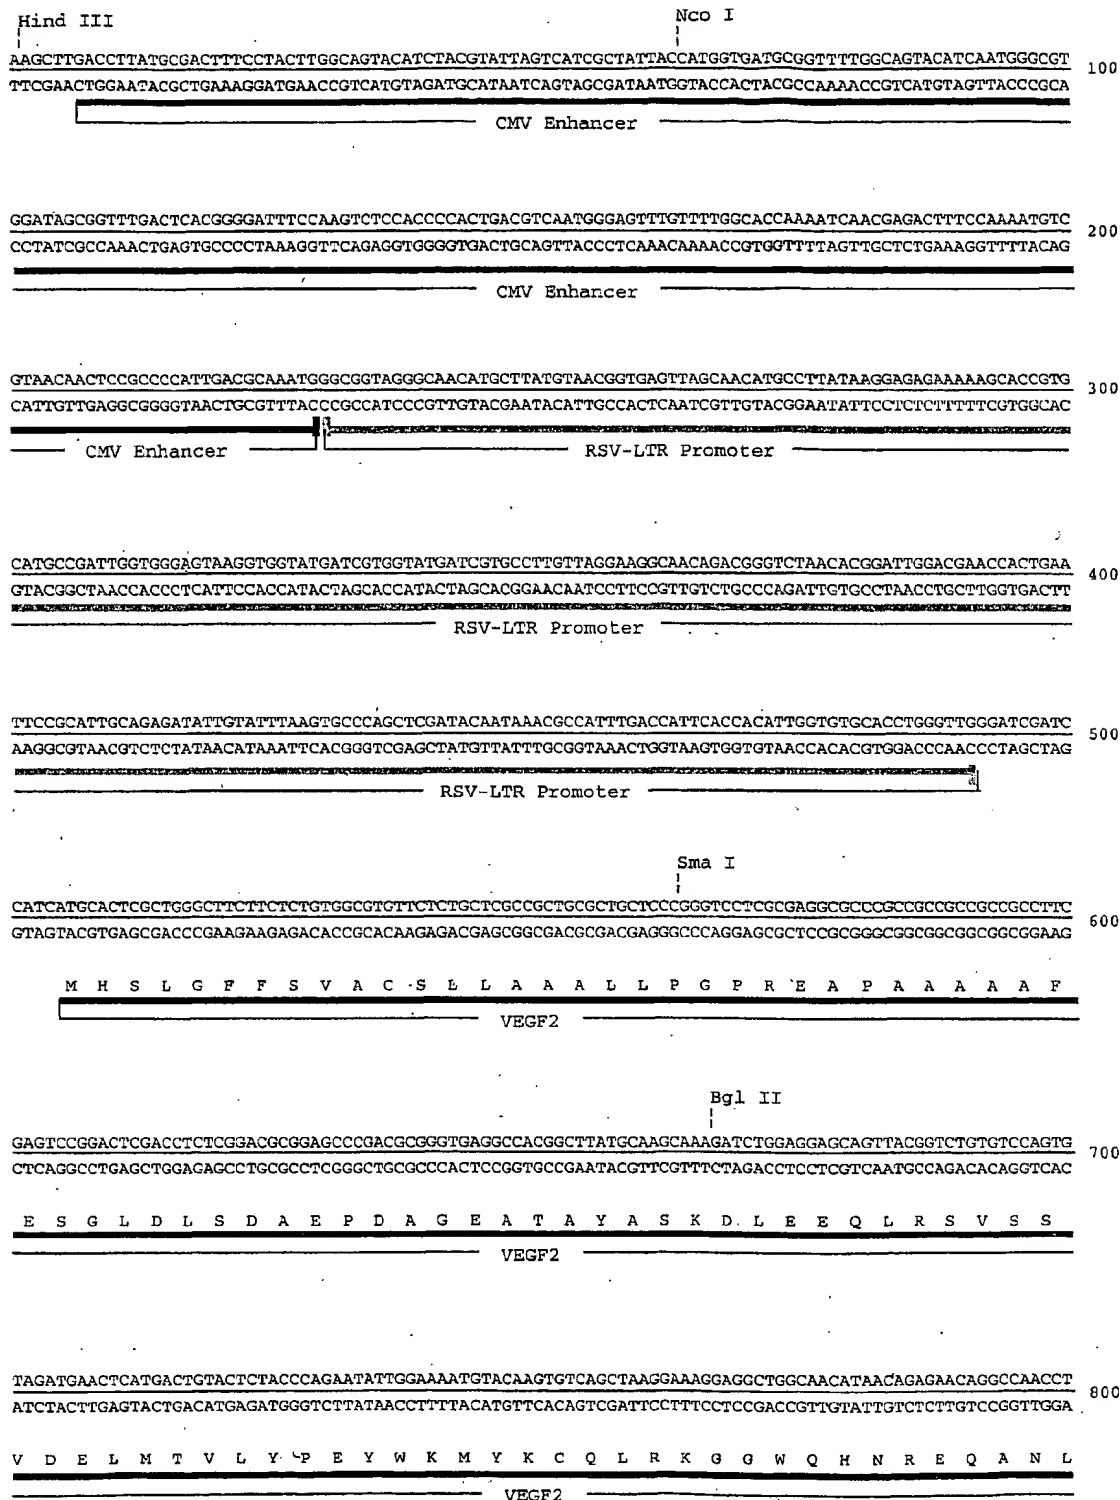 Hind III
Nco I
AAGCTTGACCTTATGCGACTTTCCTACTTGGCAGTACATCTACGTATTAGTCATCGCTATTACCATGGTGATGCGGTTTTGGCAGTACATCAATGGGCGT
100
TTCGAACTGGAATACGCTGAAAGGATGAACCGTCATGTAGATGCATAATCAGTAGCGATAATGGTACCACTACGCCAAAACCGTCATGTAGTTACCCGCA
CMV Enhancer
GGATAGCGGTTTGACTCACGGGGATTTCCAAGTCTCCACCCCACTGACGTCAATGGGAGTTTGTTTTGGCACCAAAATCAACGAGACTTTCCAAAATGTC
200
CCTATCGCCAAACTGAGTGCCCCTAAAGGTTCAGAGGTGGGGTGACTGCAGTTACCCTCAAACAAAACCGTGGTTTTAGTTGCTCTGAAAGGTTTTACAG
CMV Enhancer
GTAACAACTCCGCCCCATTGACGCAAATGGGCGGTAGGGCAACATGCTTATGTAACGGTGAGTTAGCAACATGCCTTATAAGGAGAGAAAAAGCACCGTG
300
CATTGTTGAGGCGGGGTAACTGCGTTTACCCGCCATCCCGTTGTACGAATACATTGCCACTCAATCGTTGTACGGAATATTCCTCTCTTTTTCGTGGCAC
CMV Enhancer
RSV-LTR Promoter
CATGCCGATTGGTGGGAGTAAGGTGGTATGATCGTGGTATGATCGTGCCTTGTTAGGAAGGCAACAGACGGGTCTAACACGGATTGGACGAACCACTGAA
400
GTACGGCTAACCACCCTCATTCCACCATACTAGCACCATACTAGCACGGAACAATCCTTCCGTTGTCTGCCCAGATTGTGCCTAACCTGCTTGGTGACTT
RSV-LTR Promoter
TTCCGCATTGCAGAGATATTGTATTTAAGTGCCCAGCTCGATACAATAAACGCCATTTGACCATTCACCACATTGGTGTGCACCTGGGTTGGGATCGATC
500
AAGGCGTAACGTCTCTATAACATAAATTCACGGGTCGAGCTATGTTATTTGCGGTAAACTGGTAAGTGGTGTAACCACACGTGGACCCAACCCTAGCTAG
RSV-LTR Promoter
Sma I
CATCATGCACTCGCTGGGCTTCTTCTCTGTGGCGTGTTCTCTGCTCGCCGCTGCGCTGCTCCCGGGTCCTCGCGAGGCGCCCGCCGCCGCCGCCGCCTTC
600
GTAGTACGTGAGCGACCCGAAGAAGAGACACCGCACAAGAGACGAGCGGCGACGCGACGAGGGCCCAGGAGCGCTCCGCGGGCGGCGGCGGCGGCGGAAG
M H S L G F F S V A C S L L A A A L L P G P R E A P A A A A A F
VEGF2
Bgl II
GAGTCCGGACTCGACCTCTCGGACGCGGAGCCCGACGCGGGTGAGGCCACGGCTTATGCAAGCAAAGATCTGGAGGAGCAGTTACGGTCTGTGTCCAGTG
700
CTCAGGCCTGAGCTGGAGAGCCTGCGCCTCGGGCTGCGCCCACTCCGGTGCCGAATACGTTCGTTTCTAGACCTCCTCGTCAATGCCAGACACAGGTCAC
E S G L D L S D A E P D A G E A T A Y A S K D L E E Q L R S V S S
VEGF2
TAGATGAACTCATGACTGTACTCTACCCAGAATATTGGAAAATGTACAAGTGTCAGCTAAGGAAAGGAGGCTGGCAACATAACAGAGAACAGGCCAACCT
800
ATCTACTTGAGTACTGACATGAGATGGGTCTTATAACCTTTTACATGTTCACAGTCGATTCCTTTCCTCCGACCGTTGTATTGTCTCTTGTCCGGTTGGA
V D E L M T V L Y P E Y W K M Y K C Q L R K G G W Q H N R E Q A N L
VEGF2